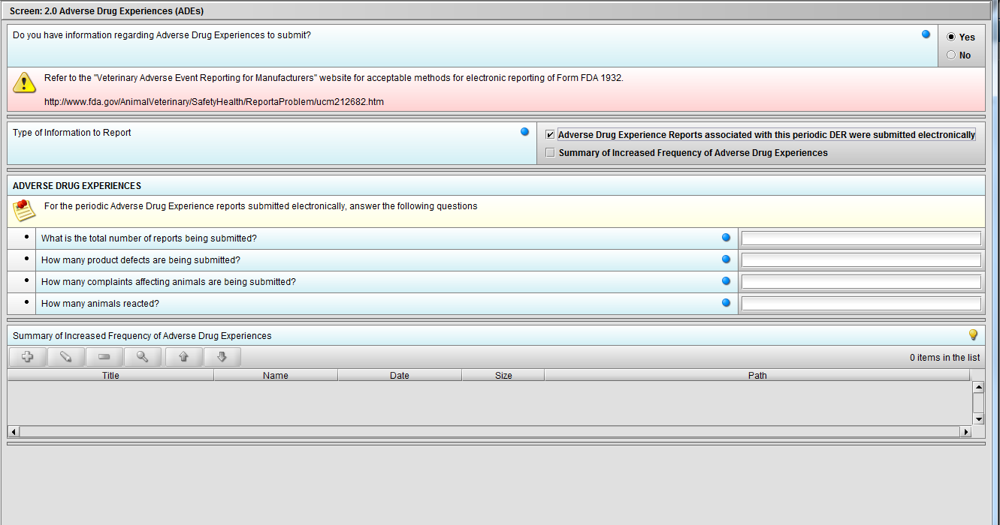 Screen: 2.0 Adverse Drug Experiences (ADEs)
Do you have information regarding Adverse Drug Experiences to submit?
Yes
No
Refer to the "Veterinary Adverse Event Reporting for Manufacturers" website for acceptable methods for electronic reporting of Form FDA 1932.
http://www.fda.gov/AnimalVeterinary/SafetyHealth/ReportaProblem/ucm212682.htm
Type of Information to Report
Adverse Drug Experience Reports associated with this periodic DER were submitted electronically
Summary of Increased Frequency of Adverse Drug Experiences
ADVERSE DRUG EXPERIENCES
For the periodic Adverse Drug Experience reports submitted electronically, answer the following questions
• What is the total number of reports being submitted?
• How many product defects are being submitted?
• How many complaints affecting animals are being submitted?
• How many animals reacted?
Summary of Increased Frequency of Adverse Drug Experiences
0 items in the list
Title Name Date Size Path